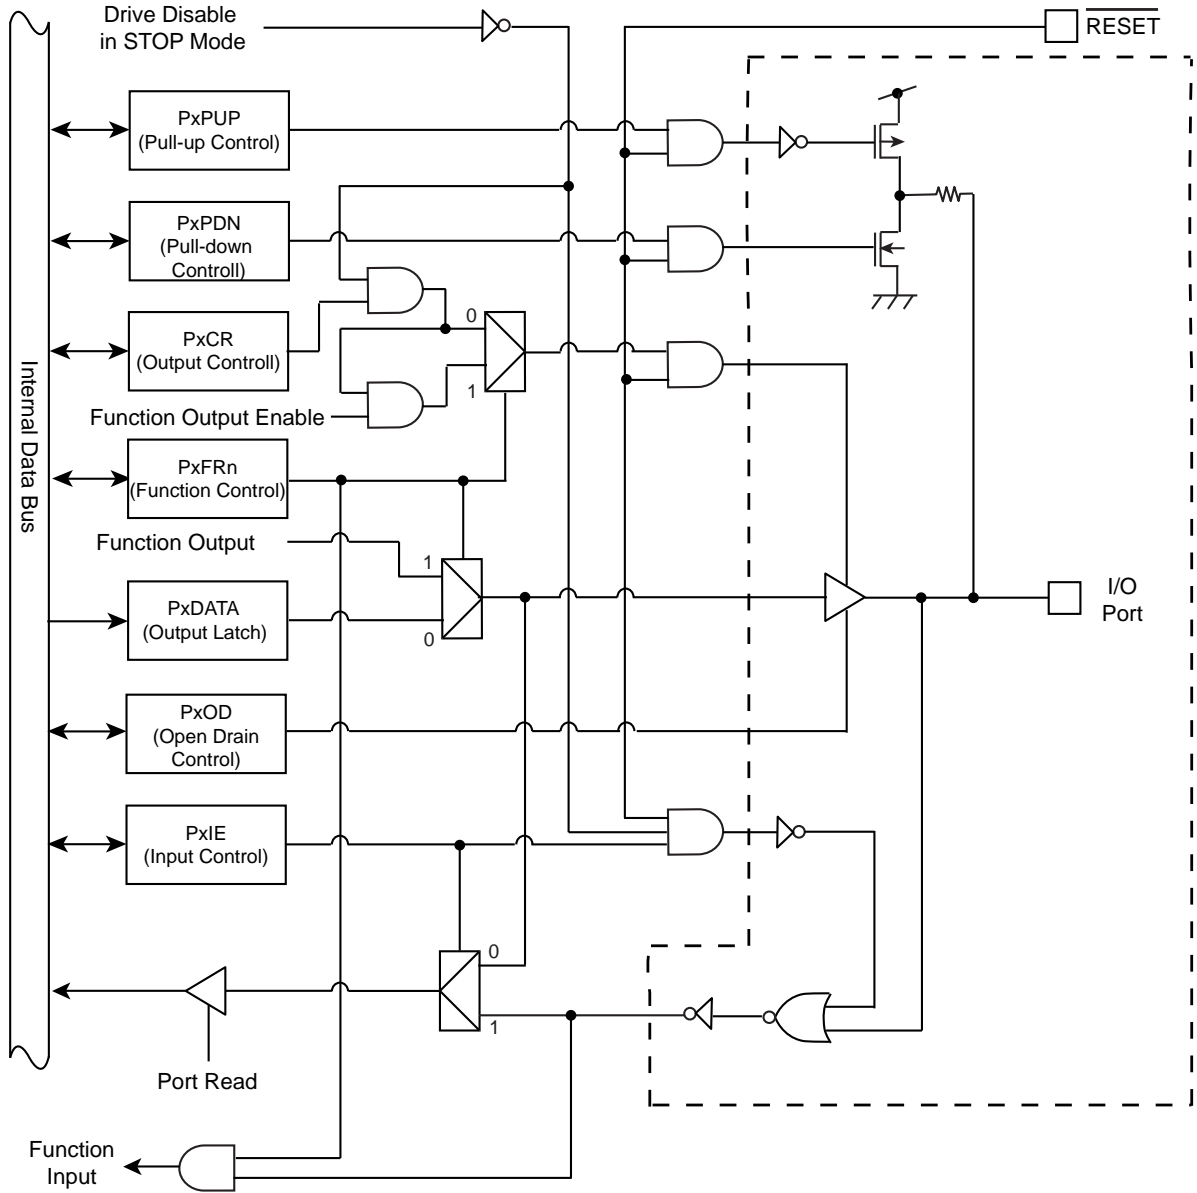 Drive Disable
in STOP Mode
RESET
PxPUP
(Pull-up Control)
PxPDN
(Pull-down
Controll)
PxCR
(Output Controll)
0
1
Function Output Enable
Internal Data Bus
PxFRn
(Function Control)
Function Output
1
0
PxDATA
(Output Latch)
I/O
Port
PxOD
(Open Drain
Control)
PxIE
(Input Control)
0
1
Port Read
Function
Input